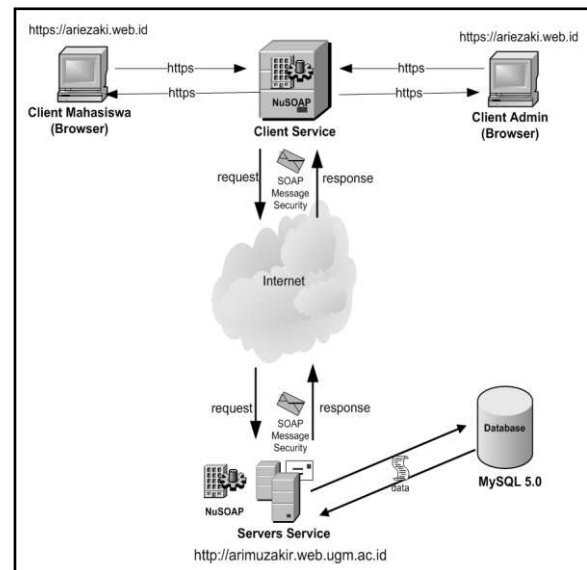 https://ariezaki.web.id
https://ariezaki.web.id
https
https
https
https
NuSOAP
Client Mahasiswa
(Browser)
Client Service
Client Admin
(Browser)
request
SOAP
Message
Security
response
Internet
request
SOAP
Message
Security
response
Database
data
MySQL 5.0
NuSOAP
Servers Service
http://arimuzakir.web.ugm.ac.id